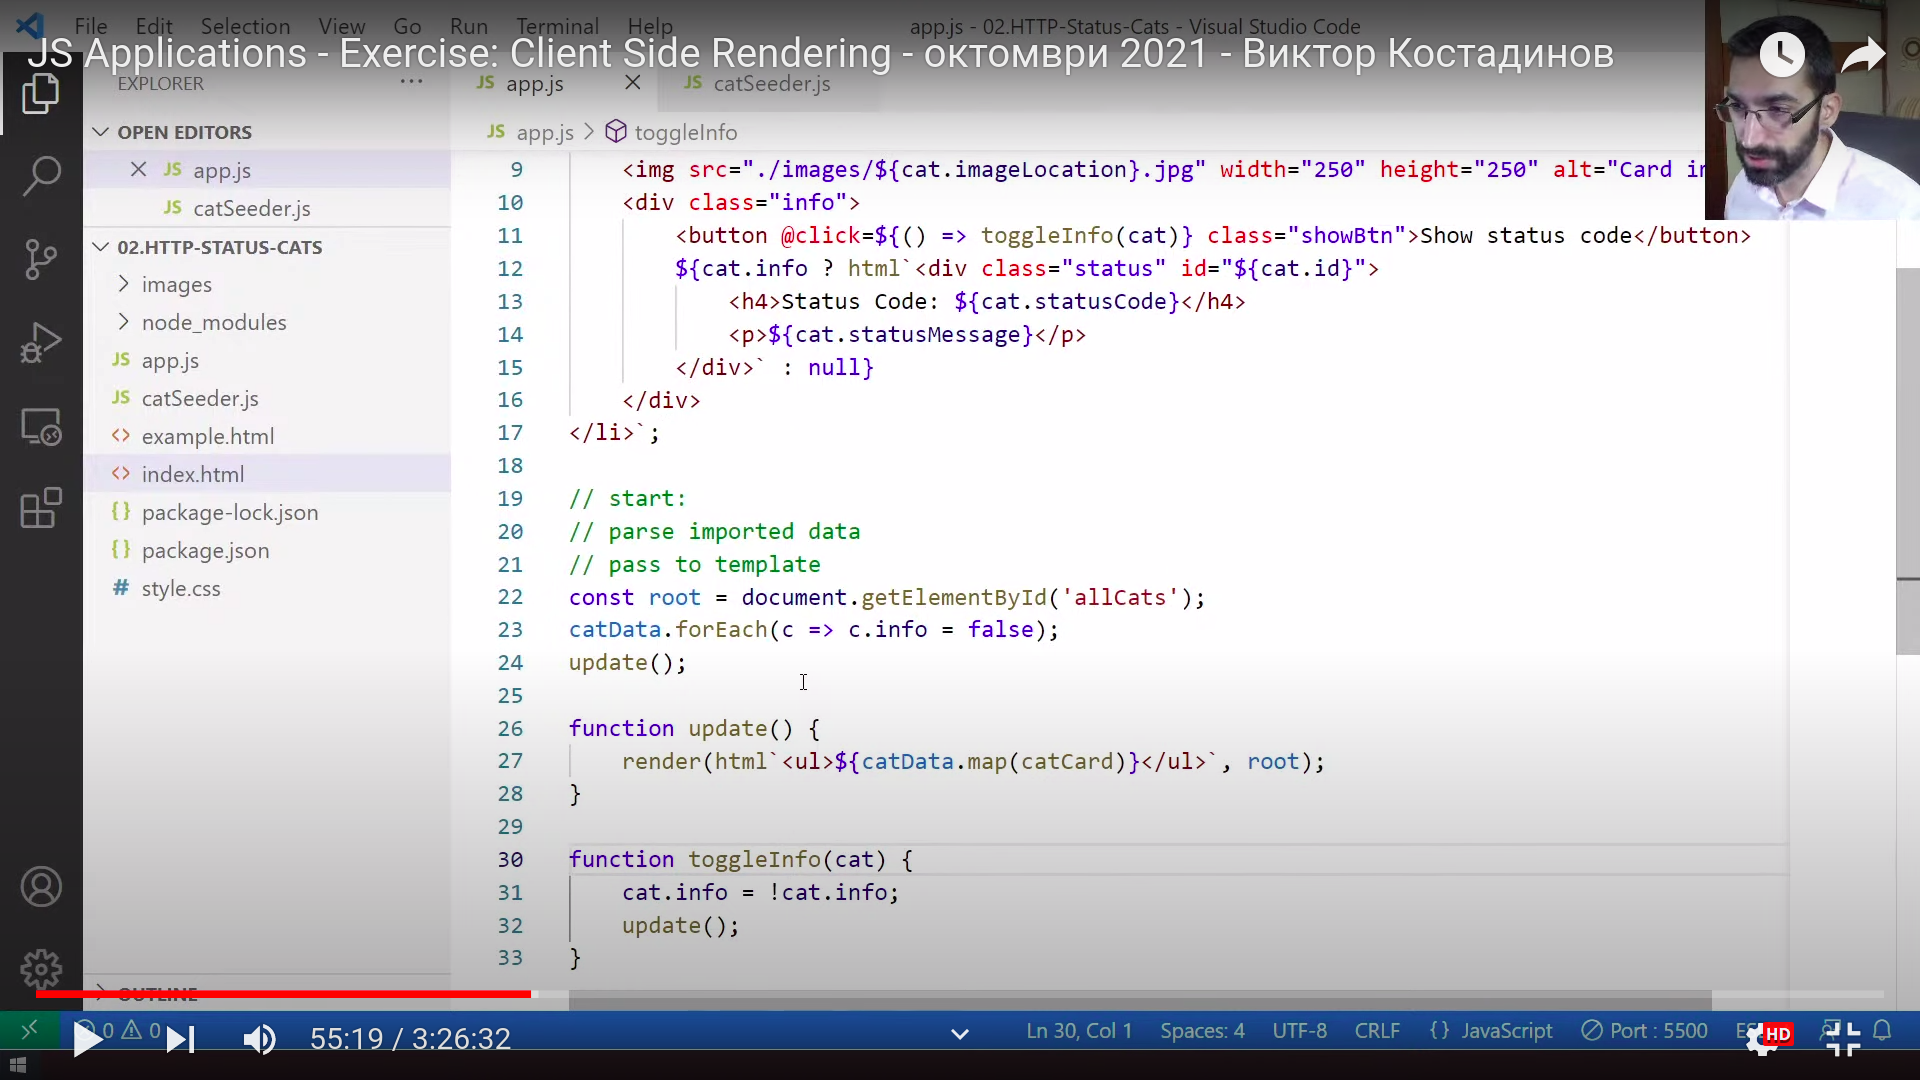 File Edit Selection View Go Run Terminal Help
app.js - 02.HTTP-Status-Cats - Visual Studio Code
JS Applications - Exercise: Client Side Rendering - октомври 2021 - Виктор Костадинов
EXPLORER ···
JS app.js
JS catSeeder.js
OPEN EDITORS
JS app.js
JS catSeeder.js
02.HTTP-STATUS-CATS
images
node_modules
JS app.js
JS catSeeder.js
<> example.html
<> index.html
{} package-lock.json
{} package.json
# style.css
OUTLINE
JS app.js > toggleInfo
9 <img src="./images/${cat.imageLocation}.jpg" width="250" height="250" alt="Card
10 <div class="info">
11 <button @click=${() => toggleInfo(cat)} class="showBtn">Show status code</button>
12 ${cat.info ? html`<div class="status" id="${cat.id}">
13 <h4>Status Code: ${cat.statusCode}</h4>
14 <p>${cat.statusMessage}</p>
15 </div>` : null}
16 </div>
17 </li>`;
18
19 // start:
20 // parse imported data
21 // pass to template
22 const root = document.getElementById('allCats');
23 catData.forEach(c => c.info = false);
24 update();
25
26 function update() {
27 render(html`<ul>${catData.map(catCard)}</ul>`, root);
28 }
29
30 function toggleInfo(cat) {
31 cat.info = !cat.info;
32 update();
33 }
0 0
55:19 / 3:26:32
Ln 30, Col 1 Spaces: 4 UTF-8 CRLF {} JavaScript Port : 5500
HD